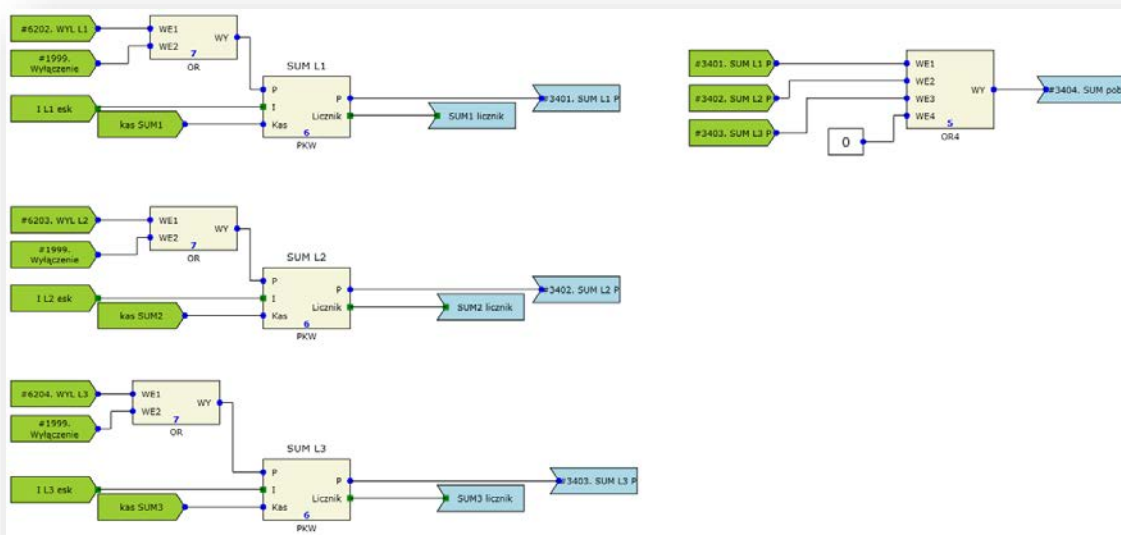 #6202. WYL L1
#1999.
Wyłączenie
WE1
WE2
WY
7
OR
I L1 esk
kas SUM1
SUM L1
P
I
Kas
P
Licznik
6
PKW
#3401. SUM L1 P
SUM1 licznik
#3401. SUM L1 P
#3402. SUM L2 P
#3403. SUM L3 P
0
WE1
WE2
WE3
WE4
WY
5
OR4
#3404. SUM pob
#6203. WYL L2
#1999.
Wyłączenie
WE1
WE2
WY
7
OR
I L2 esk
kas SUM2
SUM L2
P
I
Kas
P
Licznik
6
PKW
#3402. SUM L2 P
SUM2 licznik
#6204. WYL L3
#1999.
Wyłączenie
WE1
WE2
WY
7
OR
I L3 esk
kas SUM3
SUM L3
P
I
Kas
P
Licznik
6
PKW
#3403. SUM L3 P
SUM3 licznik